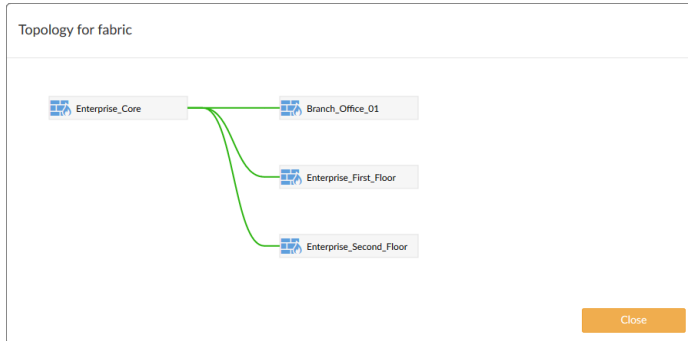 Topology for fabric
Enterprise_Core
Branch_Office_01
Enterprise_First_Floor
Enterprise_Second_Floor
Close